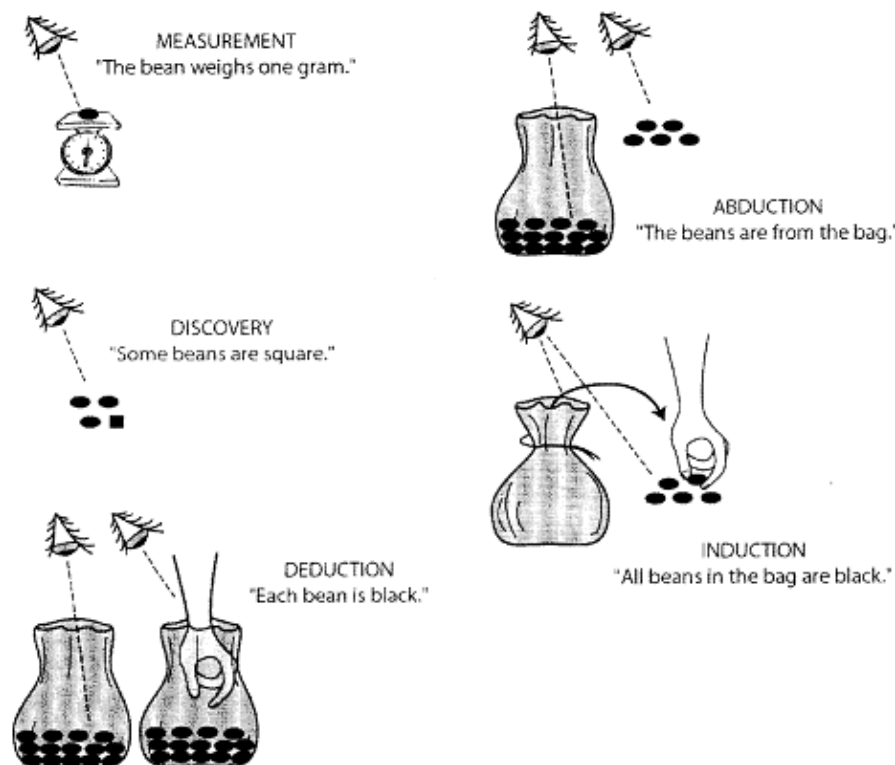 MEASUREMENT
"The bean weighs one gram."
ABDUCTION
"The beans are from the bag."
DISCOVERY
"Some beans are square."
DEDUCTION
"Each bean is black."
INDUCTION
"All beans in the bag are black."